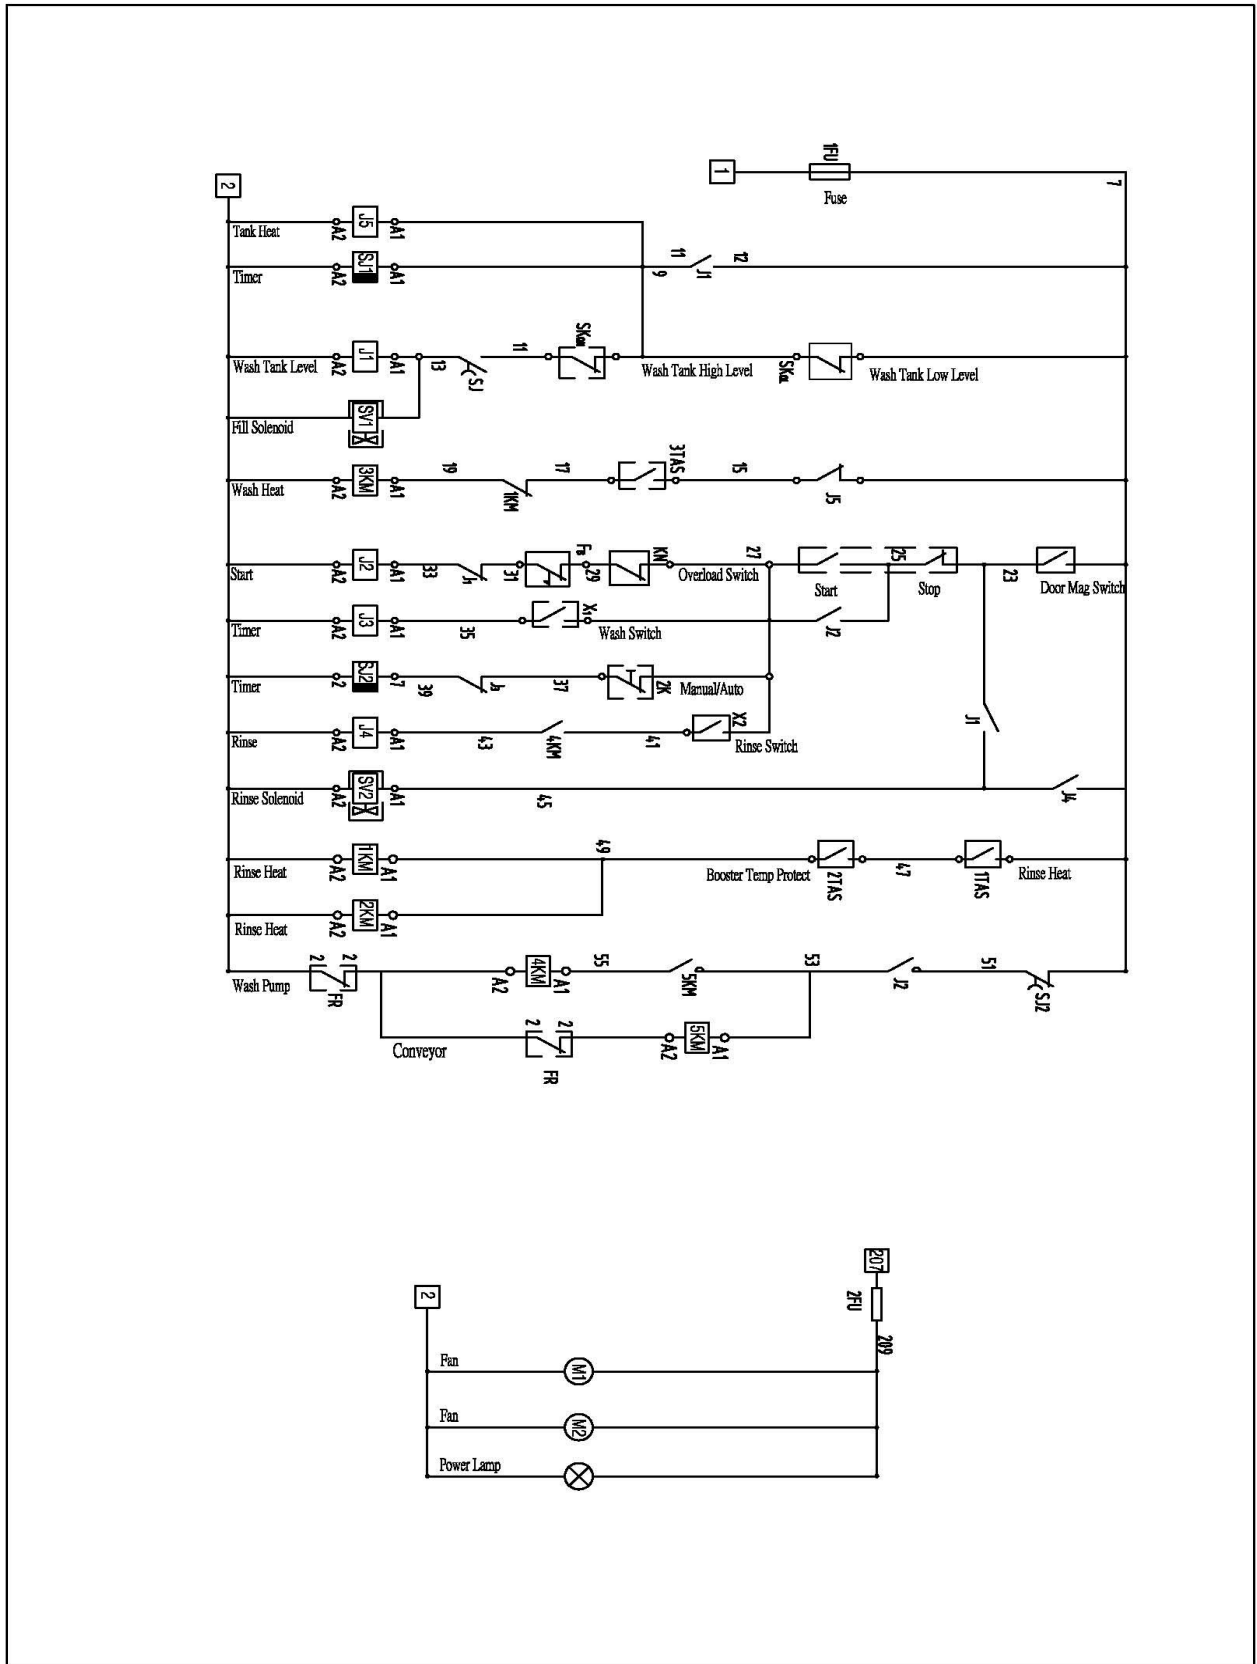 1
1FU
Fuse
7
2
Tank Heat
A2
J5
A1
Timer
A2
SJ1
A1
9
11
J1
12
Wash Tank Level
A2
J1
A1
13
SJ
11
Wash Tank High Level
Wash Tank Low Level
Fill Solenoid
SV1
Wash Heat
A2
3KM
A1
19
1KM
17
3TAS
15
J5
Start
A2
J2
A1
33
J1
31
FB
29
KN
Overload Switch
27
Start
25
Stop
23
Door Mag Switch
Timer
A2
J3
A1
35
X1
Wash Switch
J2
Timer
2
SJ2
7
39
J3
37
2K
Manual/Auto
Rinse
A2
J4
A1
43
4KM
41
X2
Rinse Switch
J1
Rinse Solenoid
A2
SV2
A1
45
J4
Rinse Heat
A2
1KM
A1
49
Booster Temp Protect
2TAS
47
1TAS
Rinse Heat
Rinse Heat
A2
2KM
A1
Wash Pump
2
2
FR
A2
4KM
A1
55
5KM
53
J2
51
SJ2
Conveyor
2
2
FR
A2
5KM
A1
207
2FU
209
2
Fan
M1
Fan
M2
Power Lamp